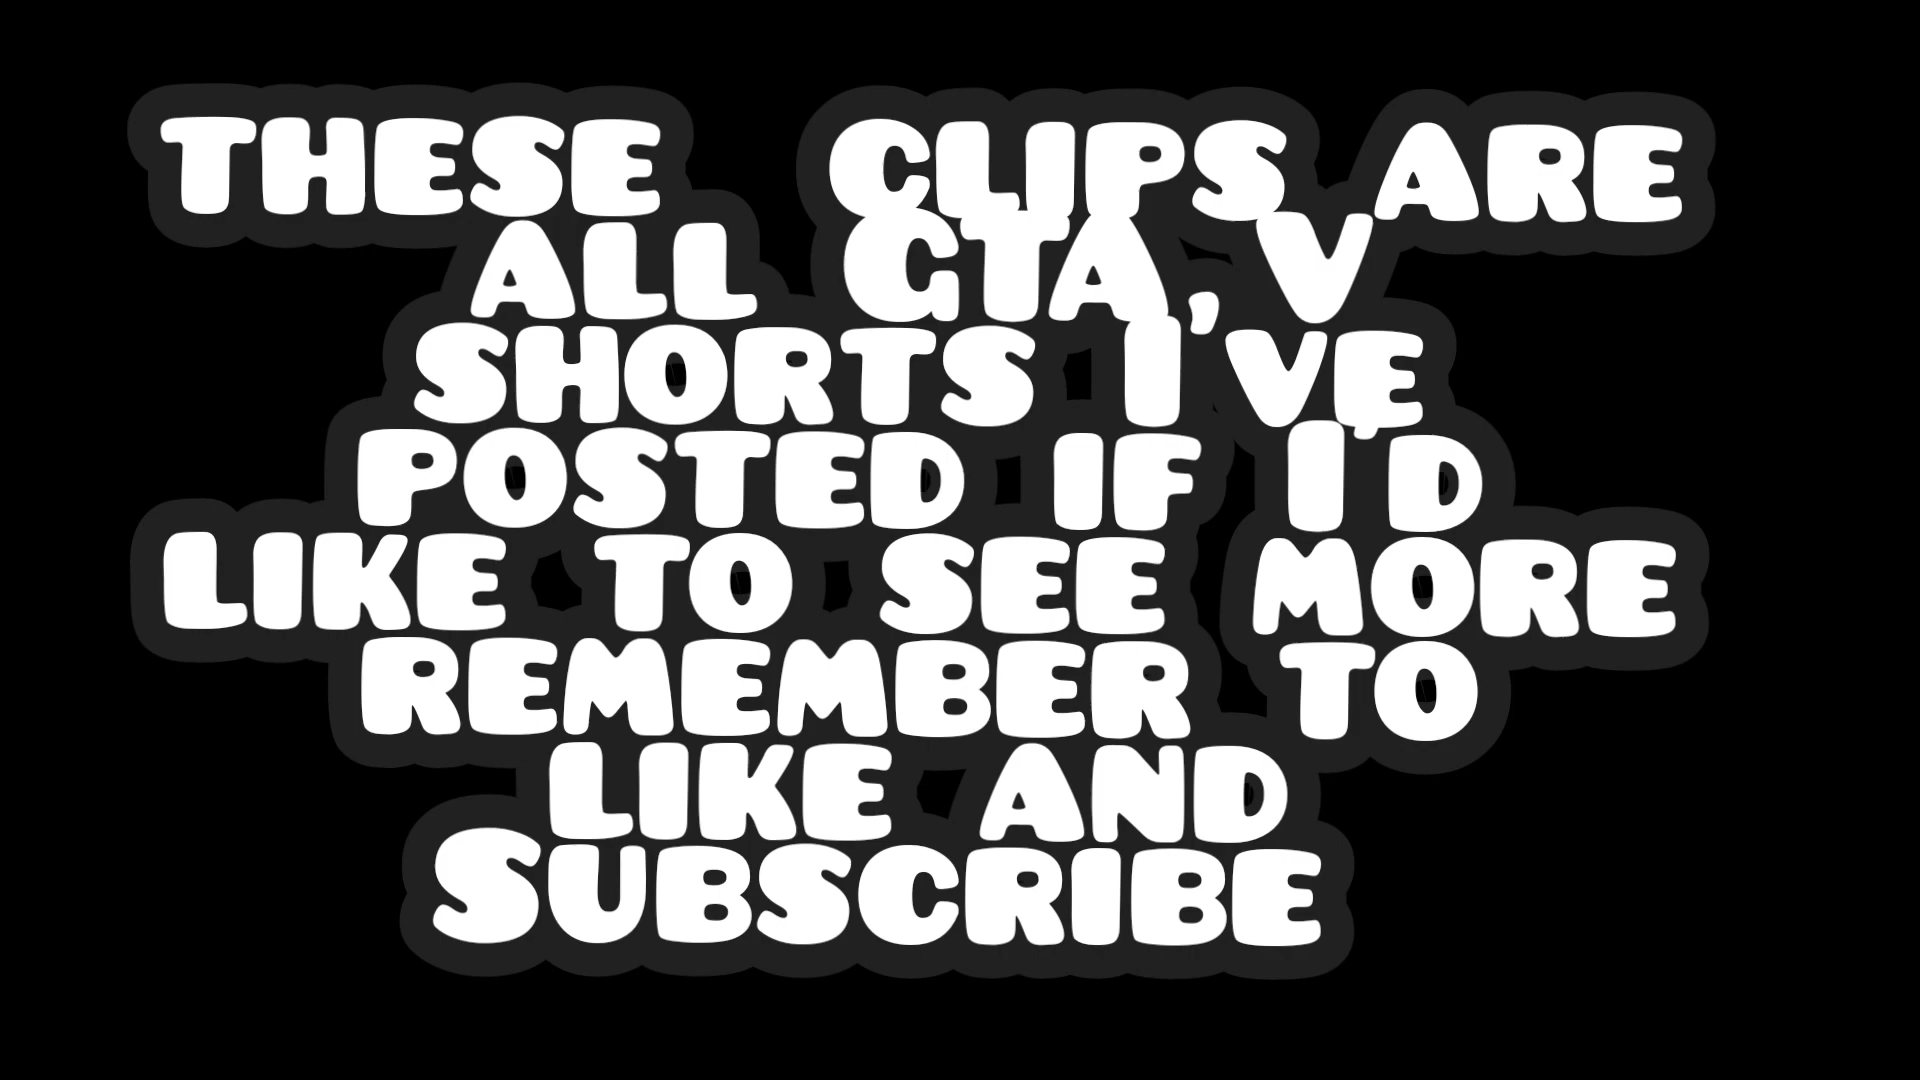 THESE CLIPS ARE
ALL GTA V
SHORTS I'VE
POSTED IF I'D
LIKE TO SEE MORE
REMEMBER TO
LIKE AND
SUBSCRIBE